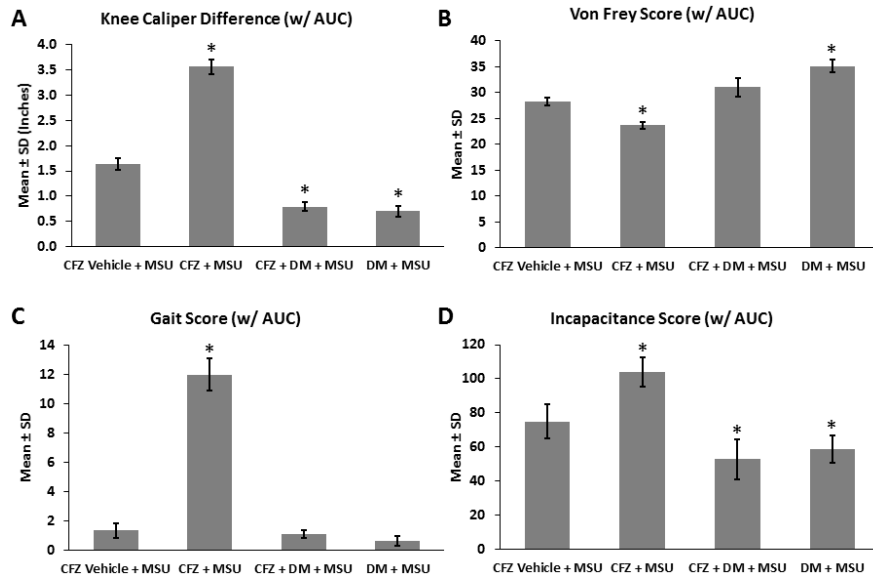 A
Knee Caliper Difference (w/ AUC)
Mean ± SD (Inches)
4.0
3.5
3.0
2.5
2.0
1.5
1.0
0.5
0.0
*
*
*
CFZ Vehicle + MSU CFZ + MSU CFZ + DM + MSU DM + MSU
B
Von Frey Score (w/ AUC)
Mean ± SD
40
35
30
25
20
15
10
5
0
*
*
CFZ Vehicle + MSU CFZ + MSU CFZ + DM + MSU DM + MSU
C
Gait Score (w/ AUC)
Mean ± SD
14
12
10
8
6
4
2
0
*
CFZ Vehicle + MSU CFZ + MSU CFZ + DM + MSU DM + MSU
D
Incapacitance Score (w/ AUC)
Mean ± SD
120
100
80
60
40
20
0
*
*
*
CFZ Vehicle + MSU CFZ + MSU CFZ + DM + MSU DM + MSU